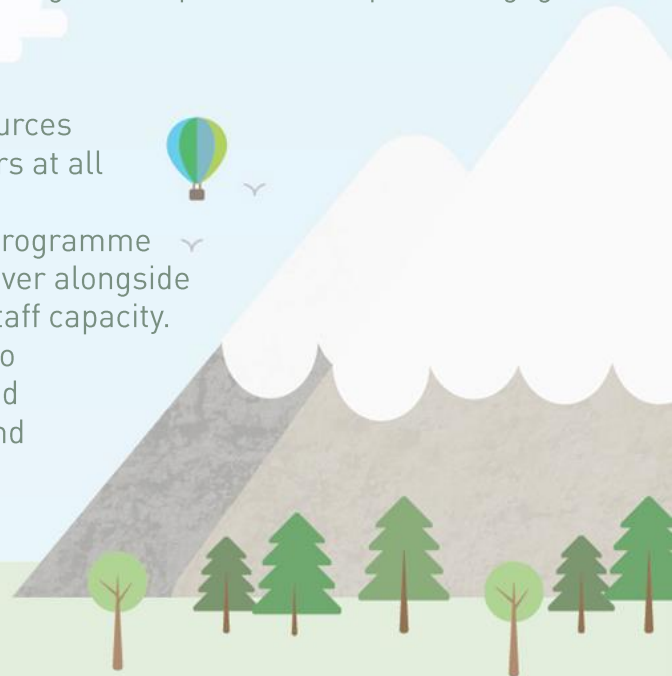 urces
rs at all
rogramme
ver alongside
taff capacity.
o
d
nd